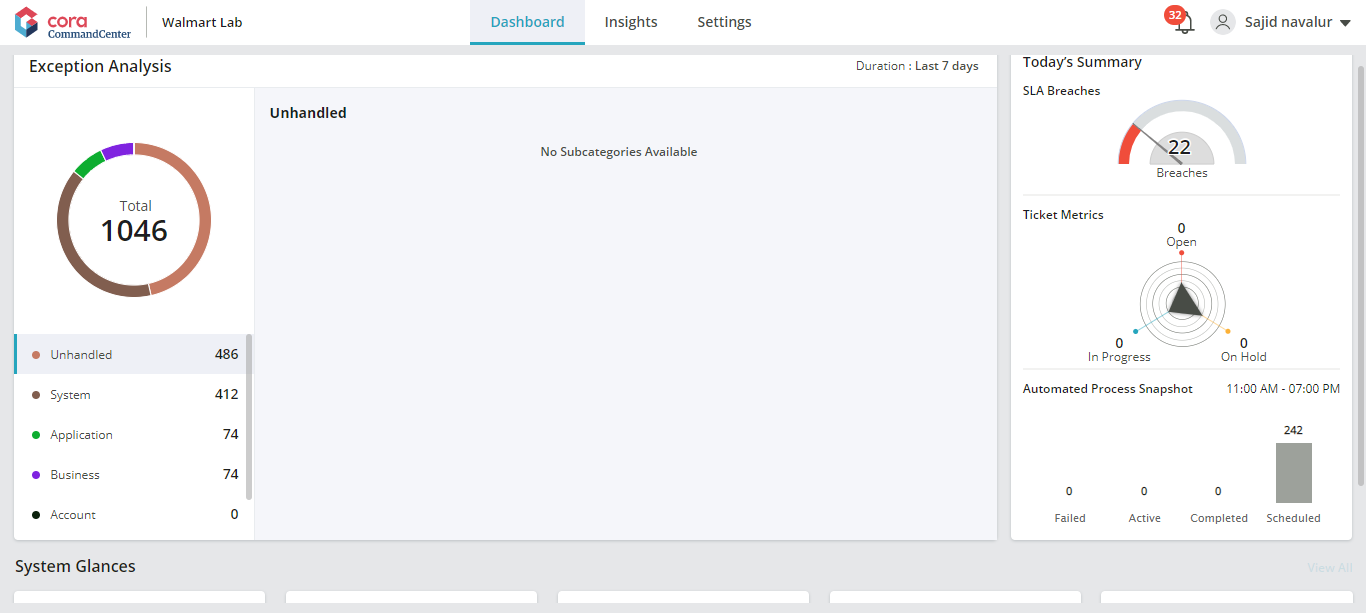 cora
CommandCenter
Walmart Lab
Dashboard
Insights
Settings
32
Sajid navalur
Exception Analysis
Duration : Last 7 days
Total
1046
Unhandled 486
System 412
Application 74
Business 74
Account 0
Unhandled
No Subcategories Available
Today's Summary
SLA Breaches
22
Breaches
Ticket Metrics
0
Open
0
In Progress
0
On Hold
Automated Process Snapshot 11:00 AM - 07:00 PM
0
Failed
0
Active
0
Completed
242
Scheduled
System Glances
View All